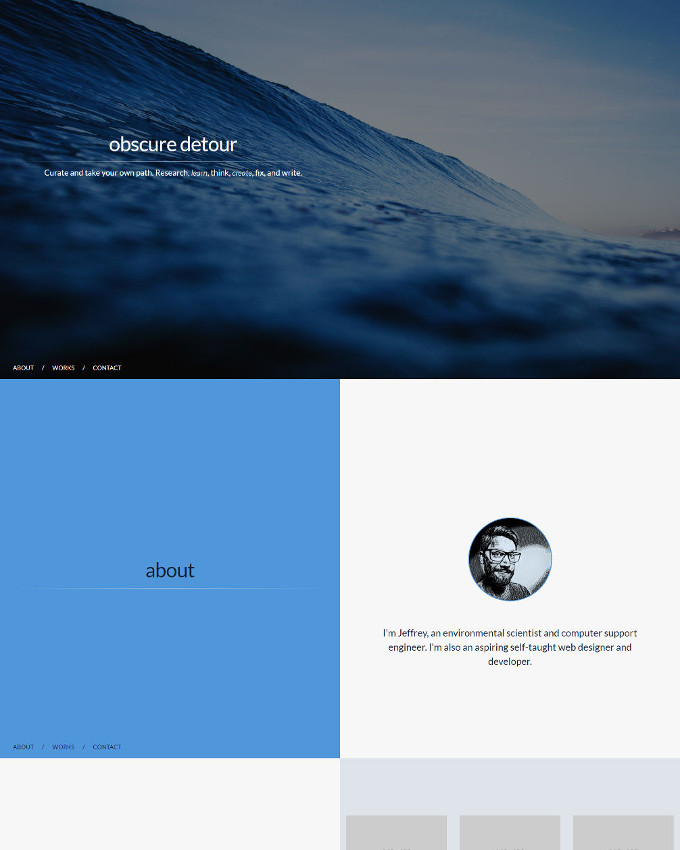 obscure detour
Curate and take your own path. Research, learn, think, create, fix, and write.
ABOUT / WORKS / CONTACT
about
I'm Jeffrey, an environmental scientist and computer support
engineer. I'm also an aspiring self-taught web designer and
developer.
ABOUT / WORKS / CONTACT